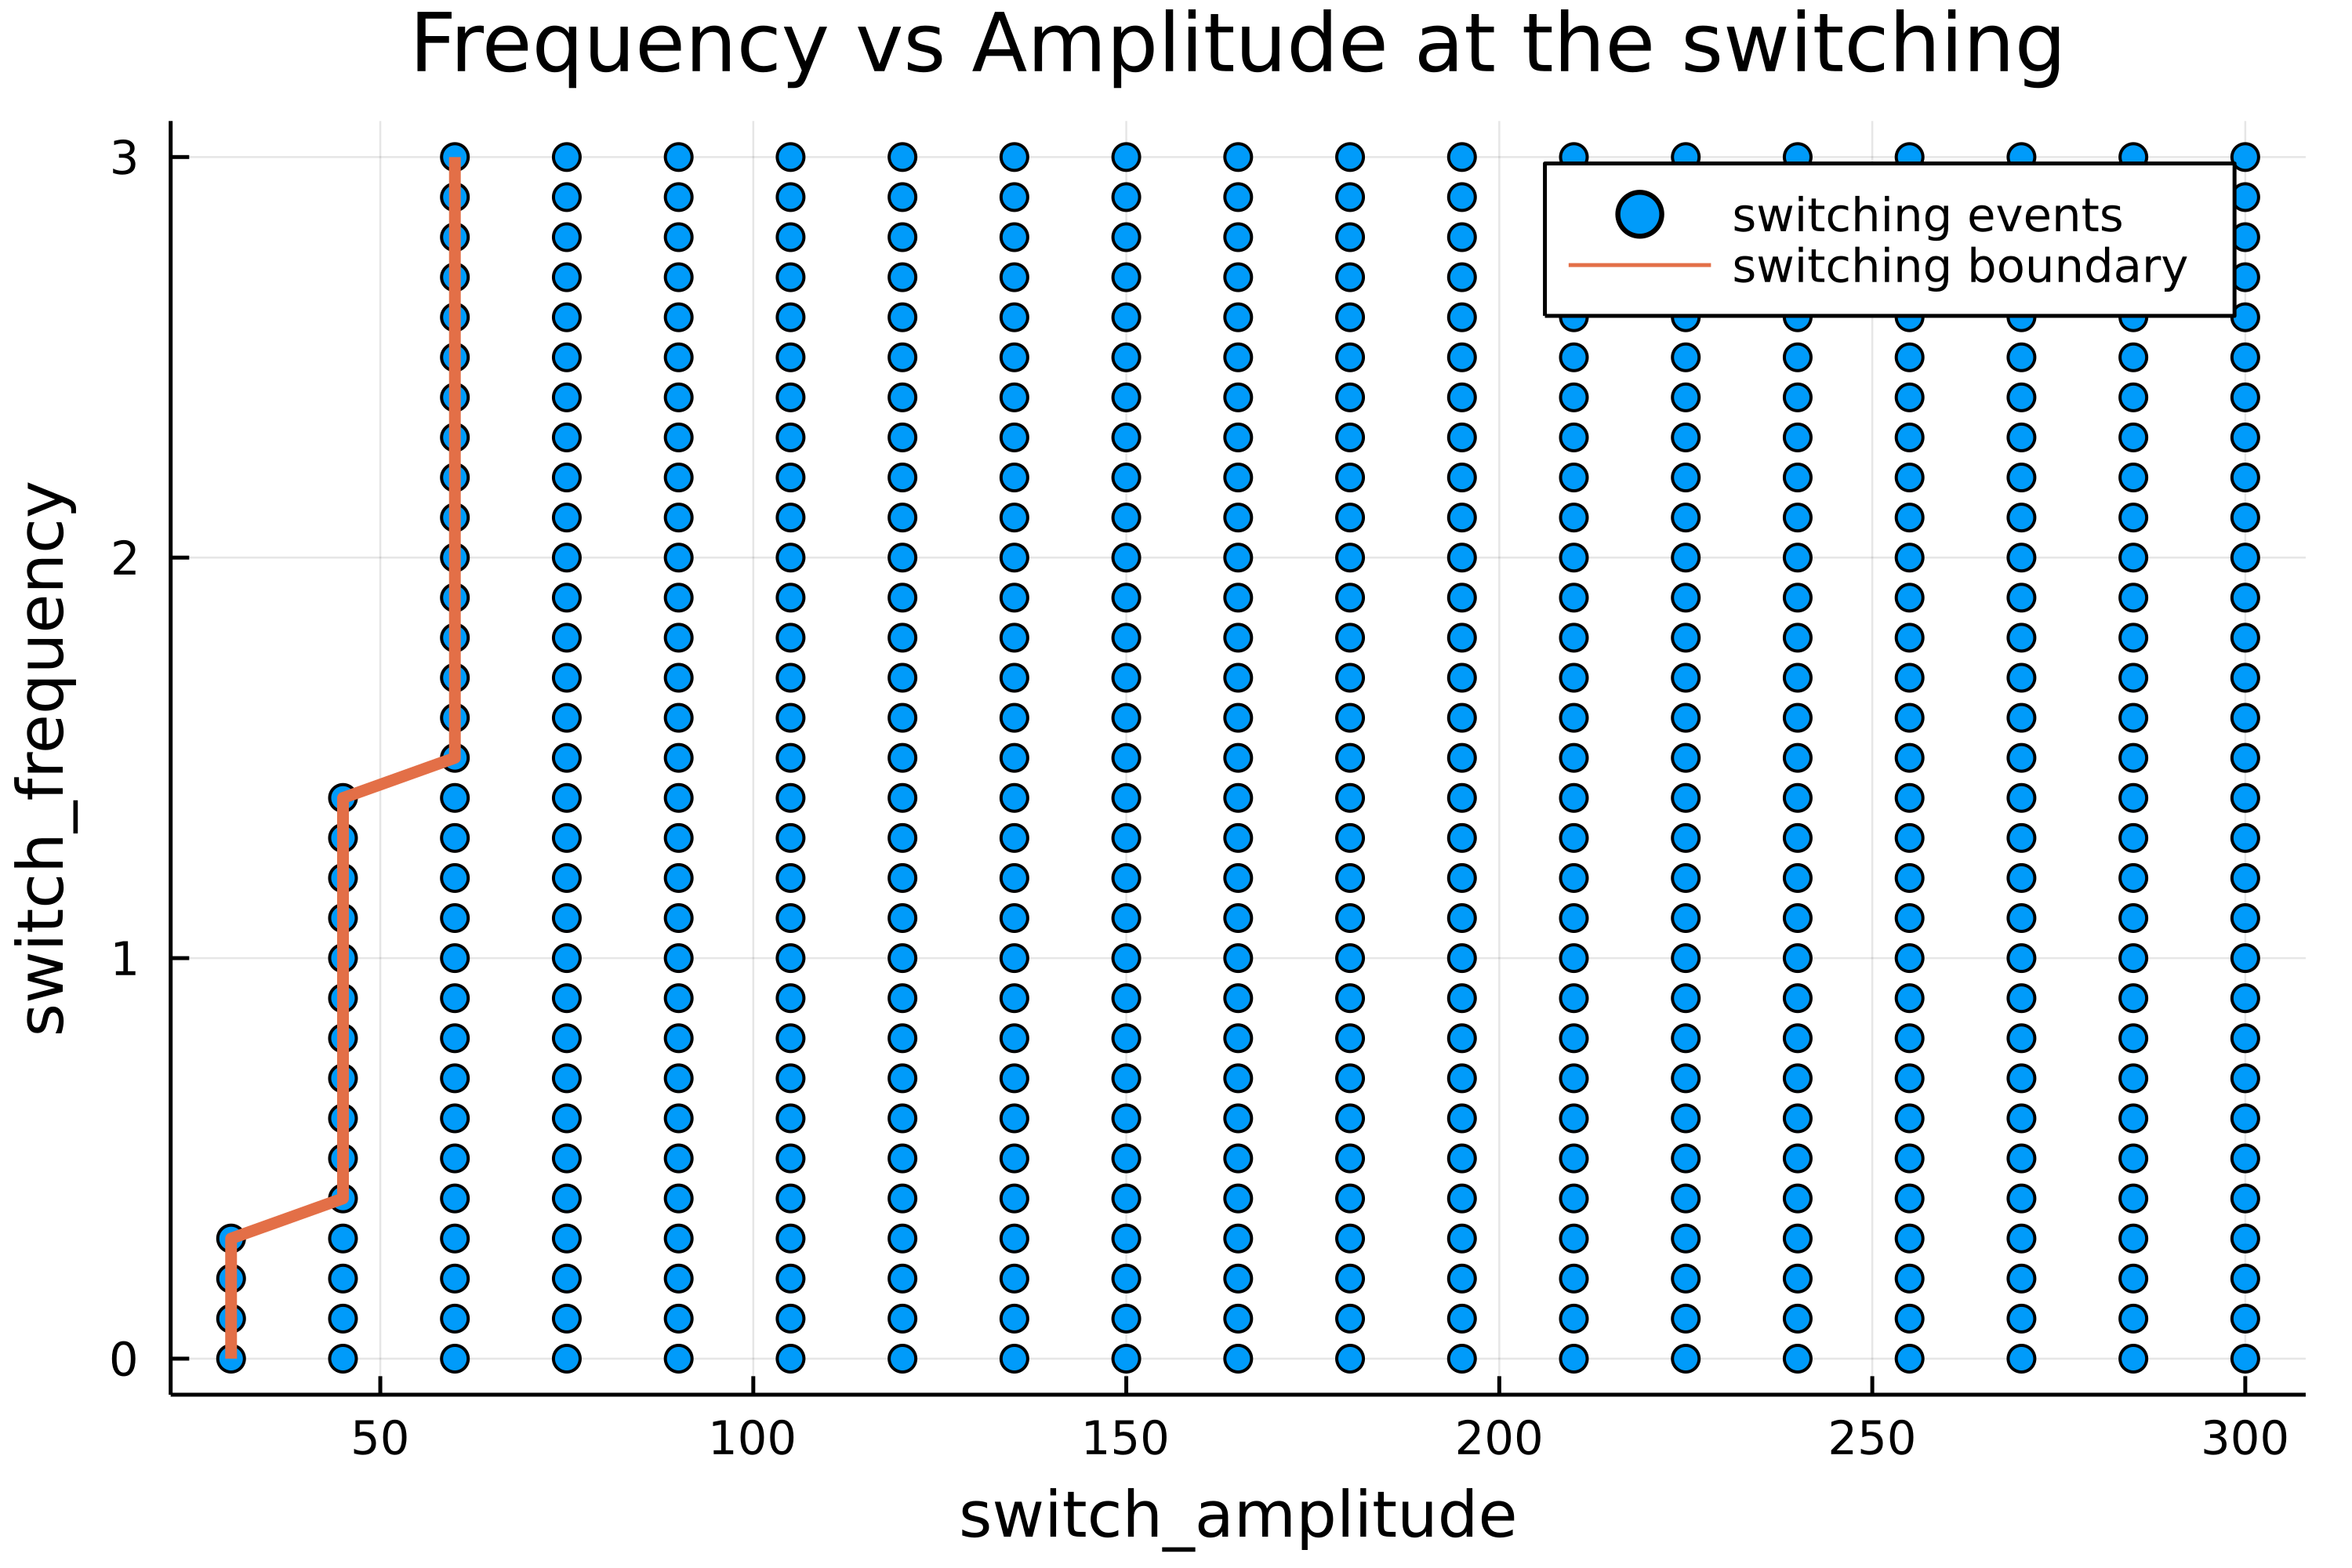 Frequency vs Amplitude at the switching
switching events
switching boundary
switch_frequency
3
2
1
0
50 100 150 200 250 300
switch_amplitude